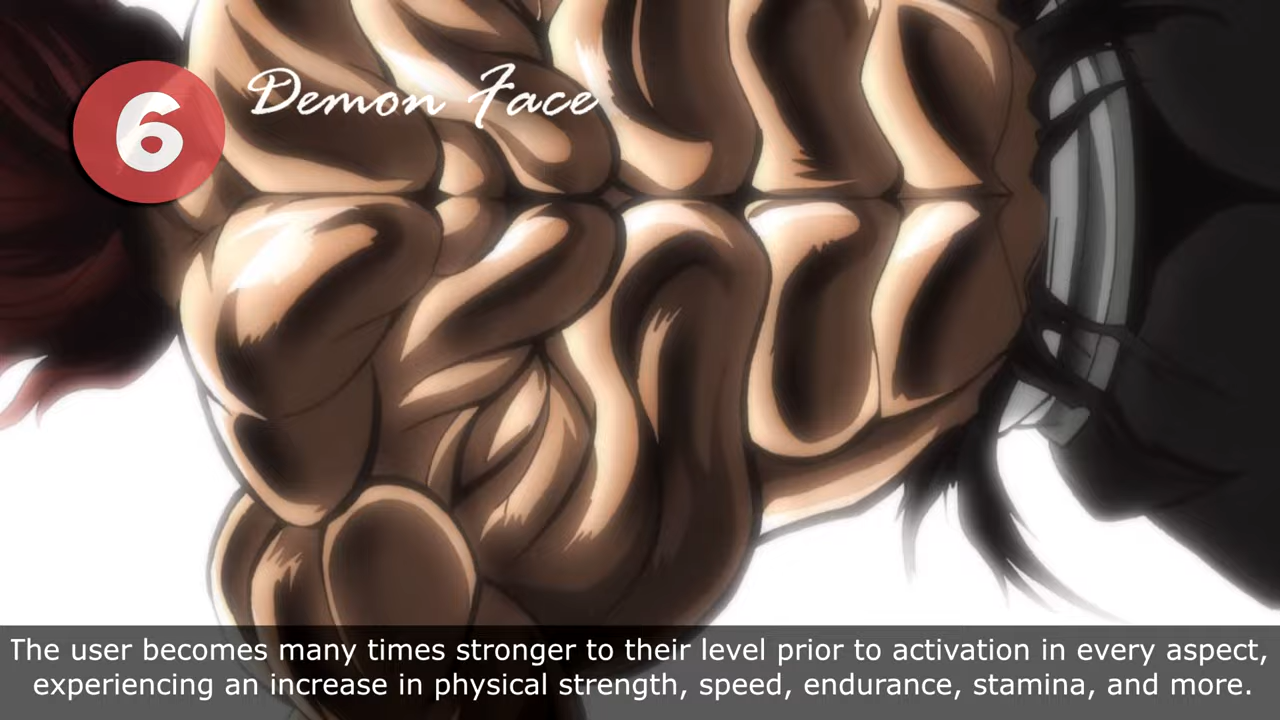 6
Demon Face
The user becomes many times stronger to their level prior to activation in every aspect,
experiencing an increase in physical strength, speed, endurance, stamina, and more.